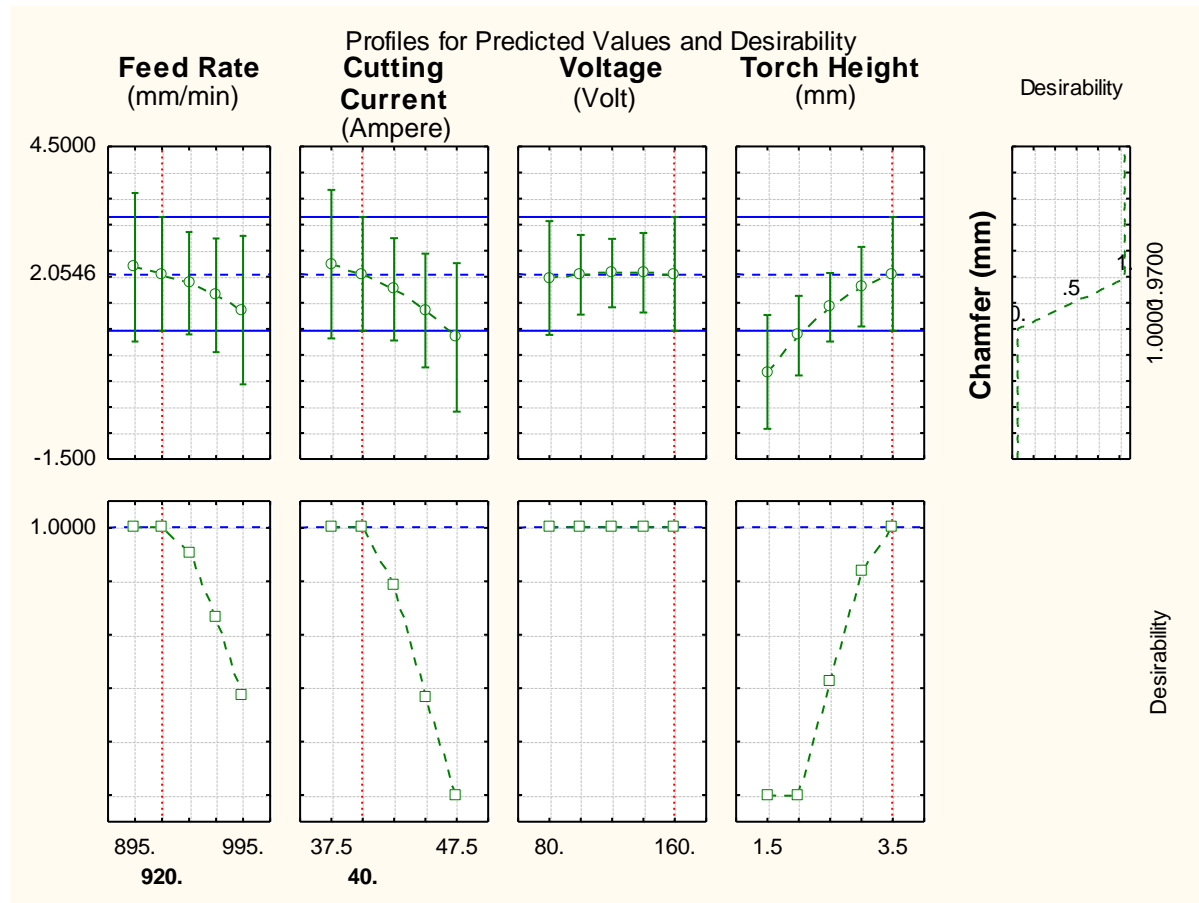 Profiles for Predicted Values and Desirability
Feed Rate
(mm/min)
Cutting
Current
(Ampere)
Voltage
(Volt)
Torch Height
(mm)
Desirability
4.5000
2.0546
-1.500
Chamfer (mm)
0.
.5
1.
1.0000
1.9700
1.0000
Desirability
895.
995.
37.5
47.5
80.
160.
1.5
3.5
920.
40.